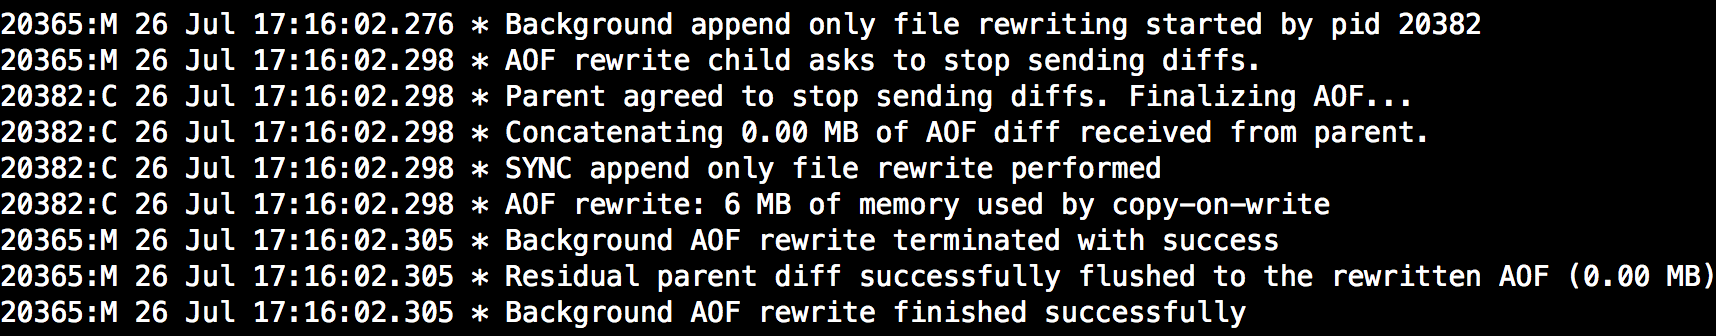 20365:M 26 Jul 17:16:02.276 * Background append only file rewriting started by pid 20382
20365:M 26 Jul 17:16:02.298 * AOF rewrite child asks to stop sending diffs.
20382:C 26 Jul 17:16:02.298 * Parent agreed to stop sending diffs. Finalizing AOF...
20382:C 26 Jul 17:16:02.298 * Concatenating 0.00 MB of AOF diff received from parent.
20382:C 26 Jul 17:16:02.298 * SYNC append only file rewrite performed
20382:C 26 Jul 17:16:02.298 * AOF rewrite: 6 MB of memory used by copy-on-write
20365:M 26 Jul 17:16:02.305 * Background AOF rewrite terminated with success
20365:M 26 Jul 17:16:02.305 * Residual parent diff successfully flushed to the rewritten AOF (0.00 MB)
20365:M 26 Jul 17:16:02.305 * Background AOF rewrite finished successfully